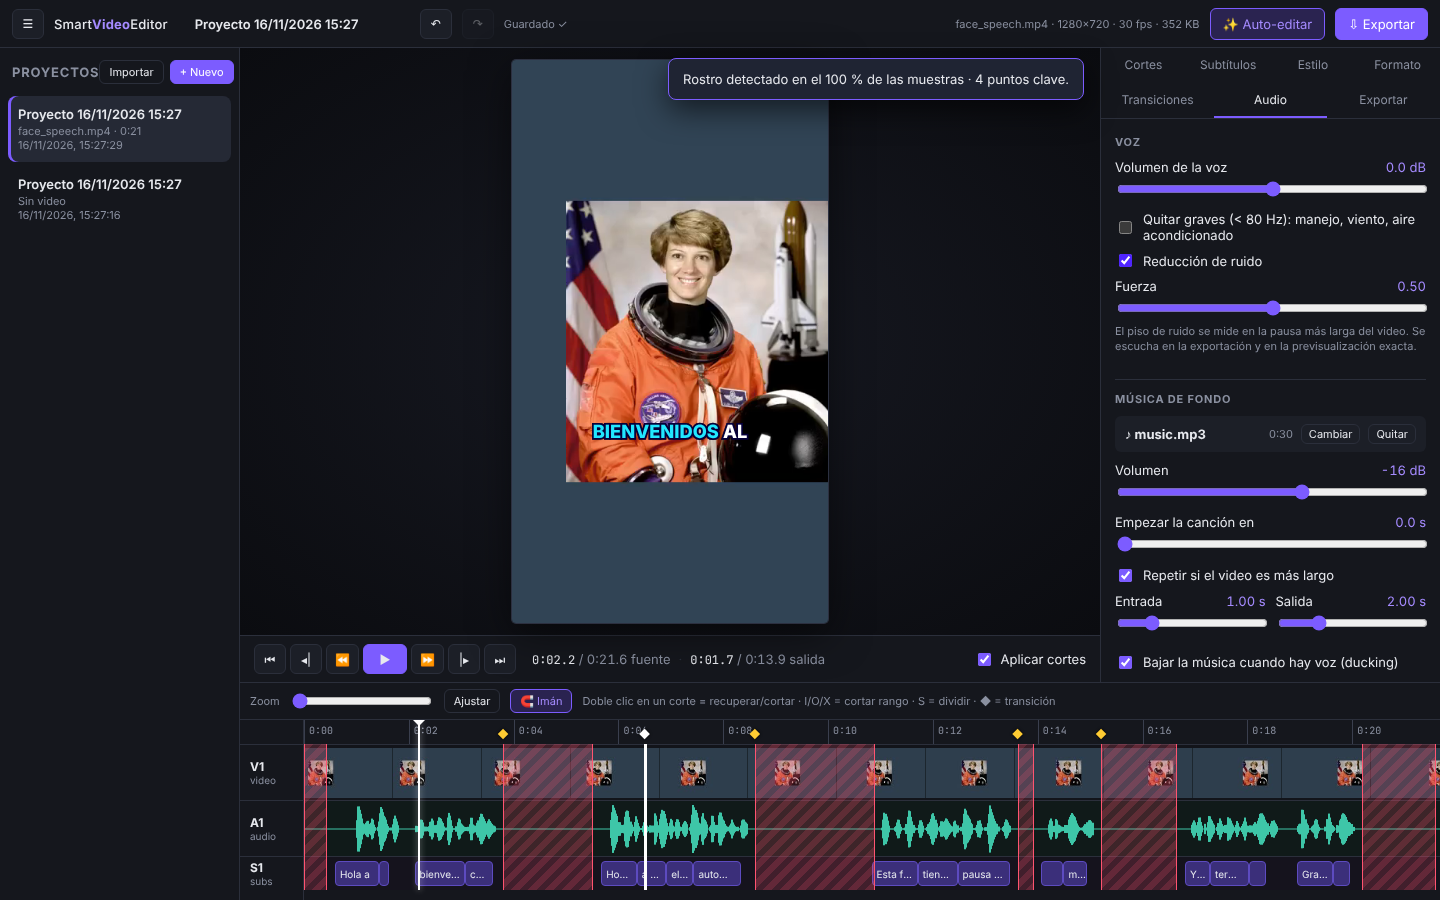 ☰ SmartVideoEditor Proyecto 16/11/2026 15:27 ↶ ↷ Guardado ✓ face_speech.mp4 · 1280×720 · 30 fps · 352 KB ✨ Auto-editar ⇩ Exportar
PROYECTOS Importar + Nuevo
Proyecto 16/11/2026 15:27
face_speech.mp4 · 0:21
16/11/2026, 15:27:29
Proyecto 16/11/2026 15:27
Sin video
16/11/2026, 15:27:16
Rostro detectado en el 100 % de las muestras · 4 puntos clave.
BIENVENIDOS AL
0:02.2 / 0:21.6 fuente · 0:01.7 / 0:13.9 salida
Aplicar cortes
Cortes Subtítulos Estilo Formato
Transiciones Audio Exportar
VOZ
Volumen de la voz 0.0 dB
Quitar graves (< 80 Hz): manejo, viento, aire
acondicionado
Reducción de ruido
Fuerza 0.50
El piso de ruido se mide en la pausa más larga del video. Se
escucha en la exportación y en la previsualización exacta.
MÚSICA DE FONDO
♪ music.mp3 0:30 Cambiar Quitar
Volumen -16 dB
Empezar la canción en 0.0 s
Repetir si el video es más largo
Entrada 1.00 s Salida 2.00 s
Bajar la música cuando hay voz (ducking)
Zoom Ajustar 🧲 Imán Doble clic en un corte = recuperar/cortar · I/O/X = cortar rango · S = dividir · ◆ = transición
0:00 0:02 0:04 0:08 0:10 0:12 0:14 0:16 0:18 0:20
V1
video
A1
audio
S1
subs
Hola a bienve... c... Ho... el... auto... Esta f... tien... pausa ... m... Y... ter... Gra...